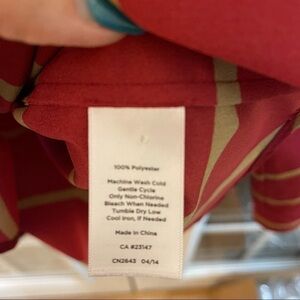 100% Polyester
Machine Wash Cold
Gentle Cycle
Only Non-Chlorine
Bleach When Needed
Tumble Dry Low
Cool Iron, If Needed
Made in China
CA #23147
CN2643 04/14